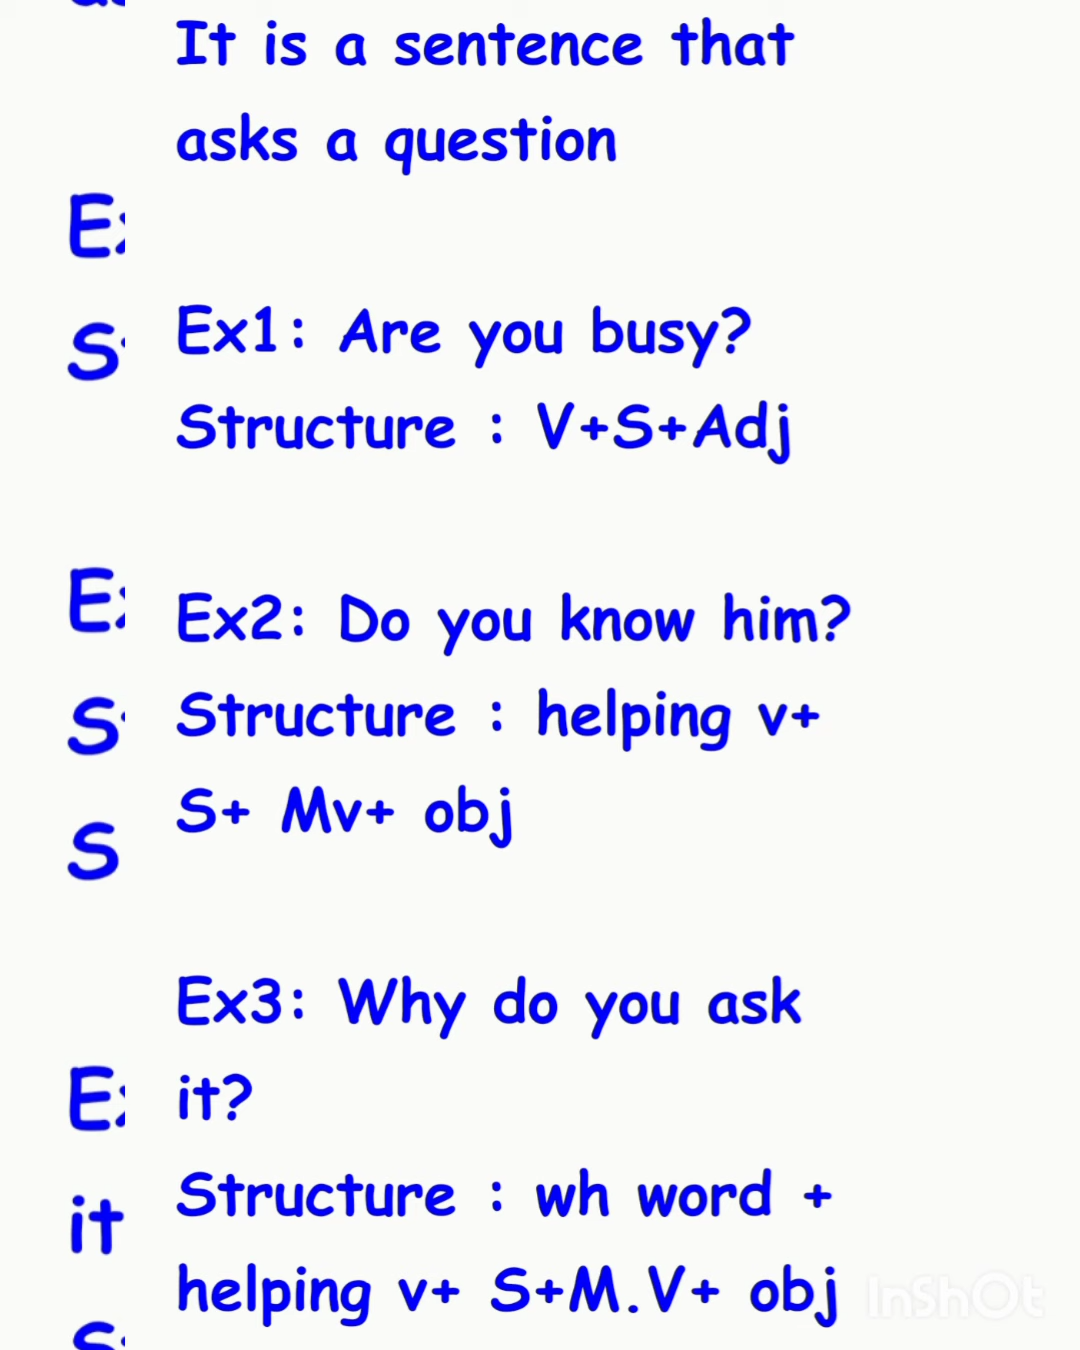 It is a sentence that
asks a question
Ex1: Are you busy?
Structure : V+S+Adj
Ex2: Do you know him?
Structure : helping v+
S+ Mv+ obj
Ex3: Why do you ask
it?
Structure : wh word +
helping v+ S+M.V+ obj
InShOt